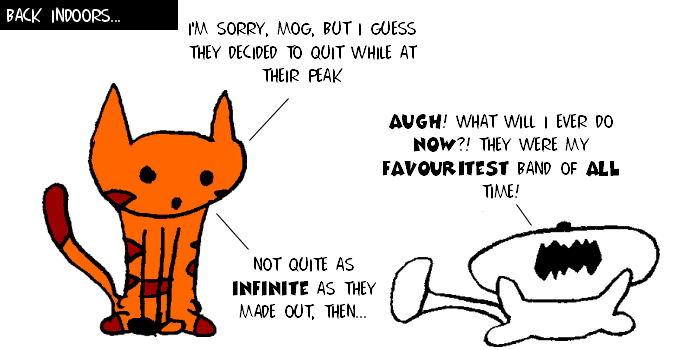 BACK INDOORS...
I'M SORRY, MOG, BUT I GUESS
THEY DECIDED TO QUIT WHILE AT
THEIR PEAK
AUGH! WHAT WILL I EVER DO
NOW?! THEY WERE MY
FAVOURITEST BAND OF ALL
TIME!
NOT QUITE AS
INFINITE AS THEY
MADE OUT, THEN...